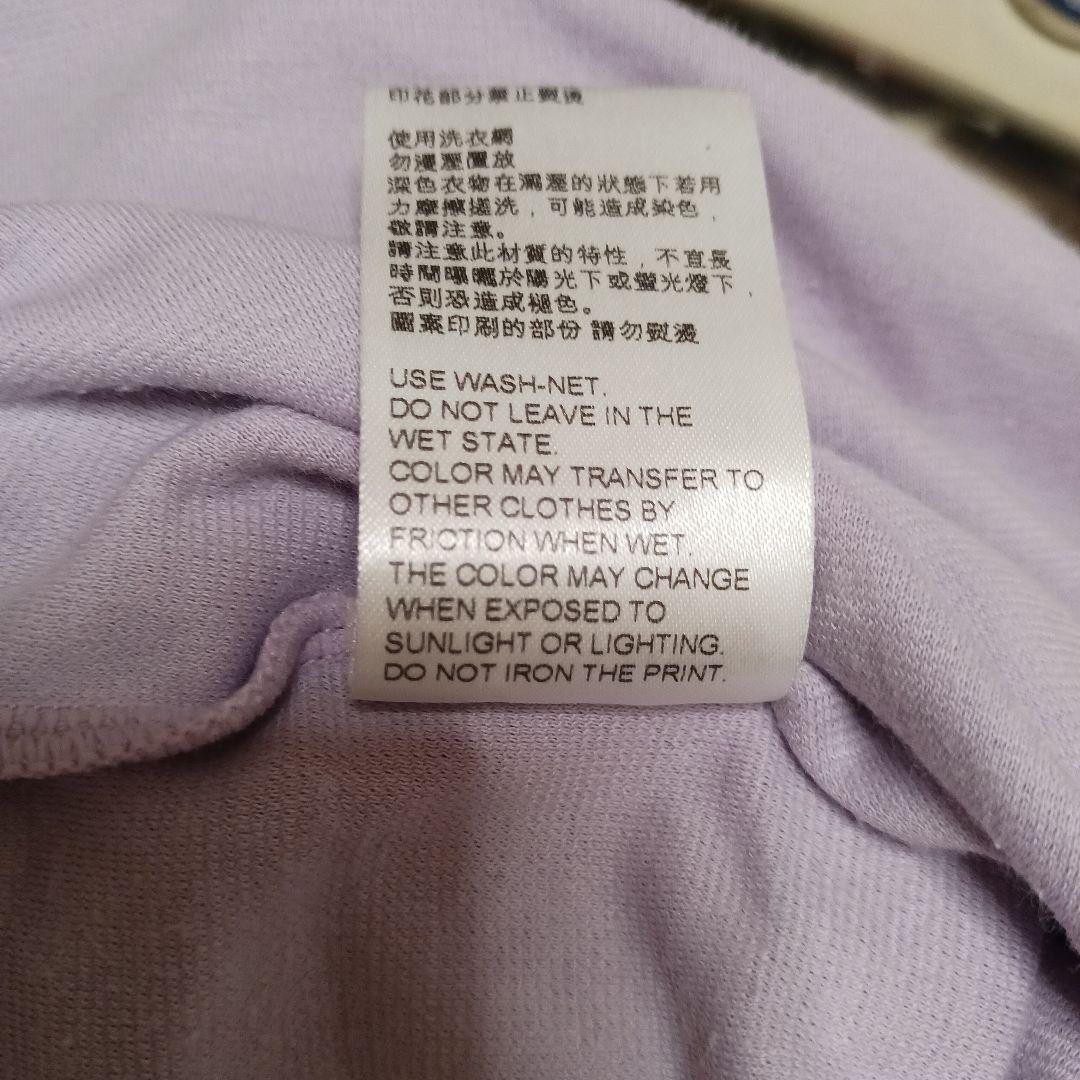 印花部分禁止熨燙
使用洗衣網
勿濕壓置放
深色衣物在濕溼的狀態下若用
力摩擦搓洗，可能造成染色，
敬請注意。
請注意此材質的特性，不宜長
時間曝曬於陽光下或螢光燈下，
否則恐造成褪色。
圖案印刷的部份 請勿熨燙
USE WASH-NET.
DO NOT LEAVE IN THE
WET STATE.
COLOR MAY TRANSFER TO
OTHER CLOTHES BY
FRICTION WHEN WET.
THE COLOR MAY CHANGE
WHEN EXPOSED TO
SUNLIGHT OR LIGHTING.
DO NOT IRON THE PRINT.